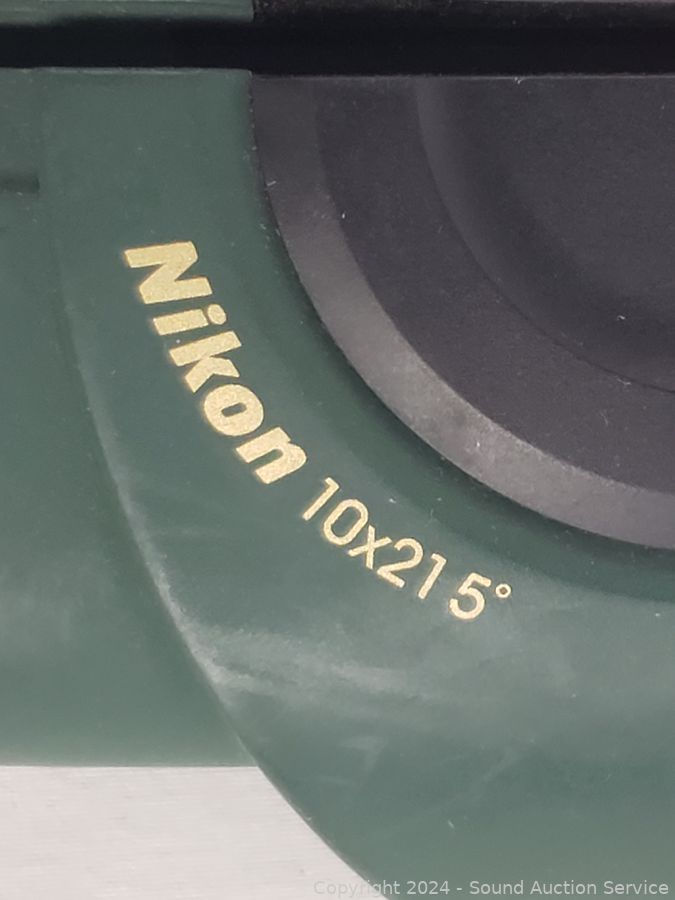 Nikon 10x21 5°
Copyright 2024 - Sound Auction Service